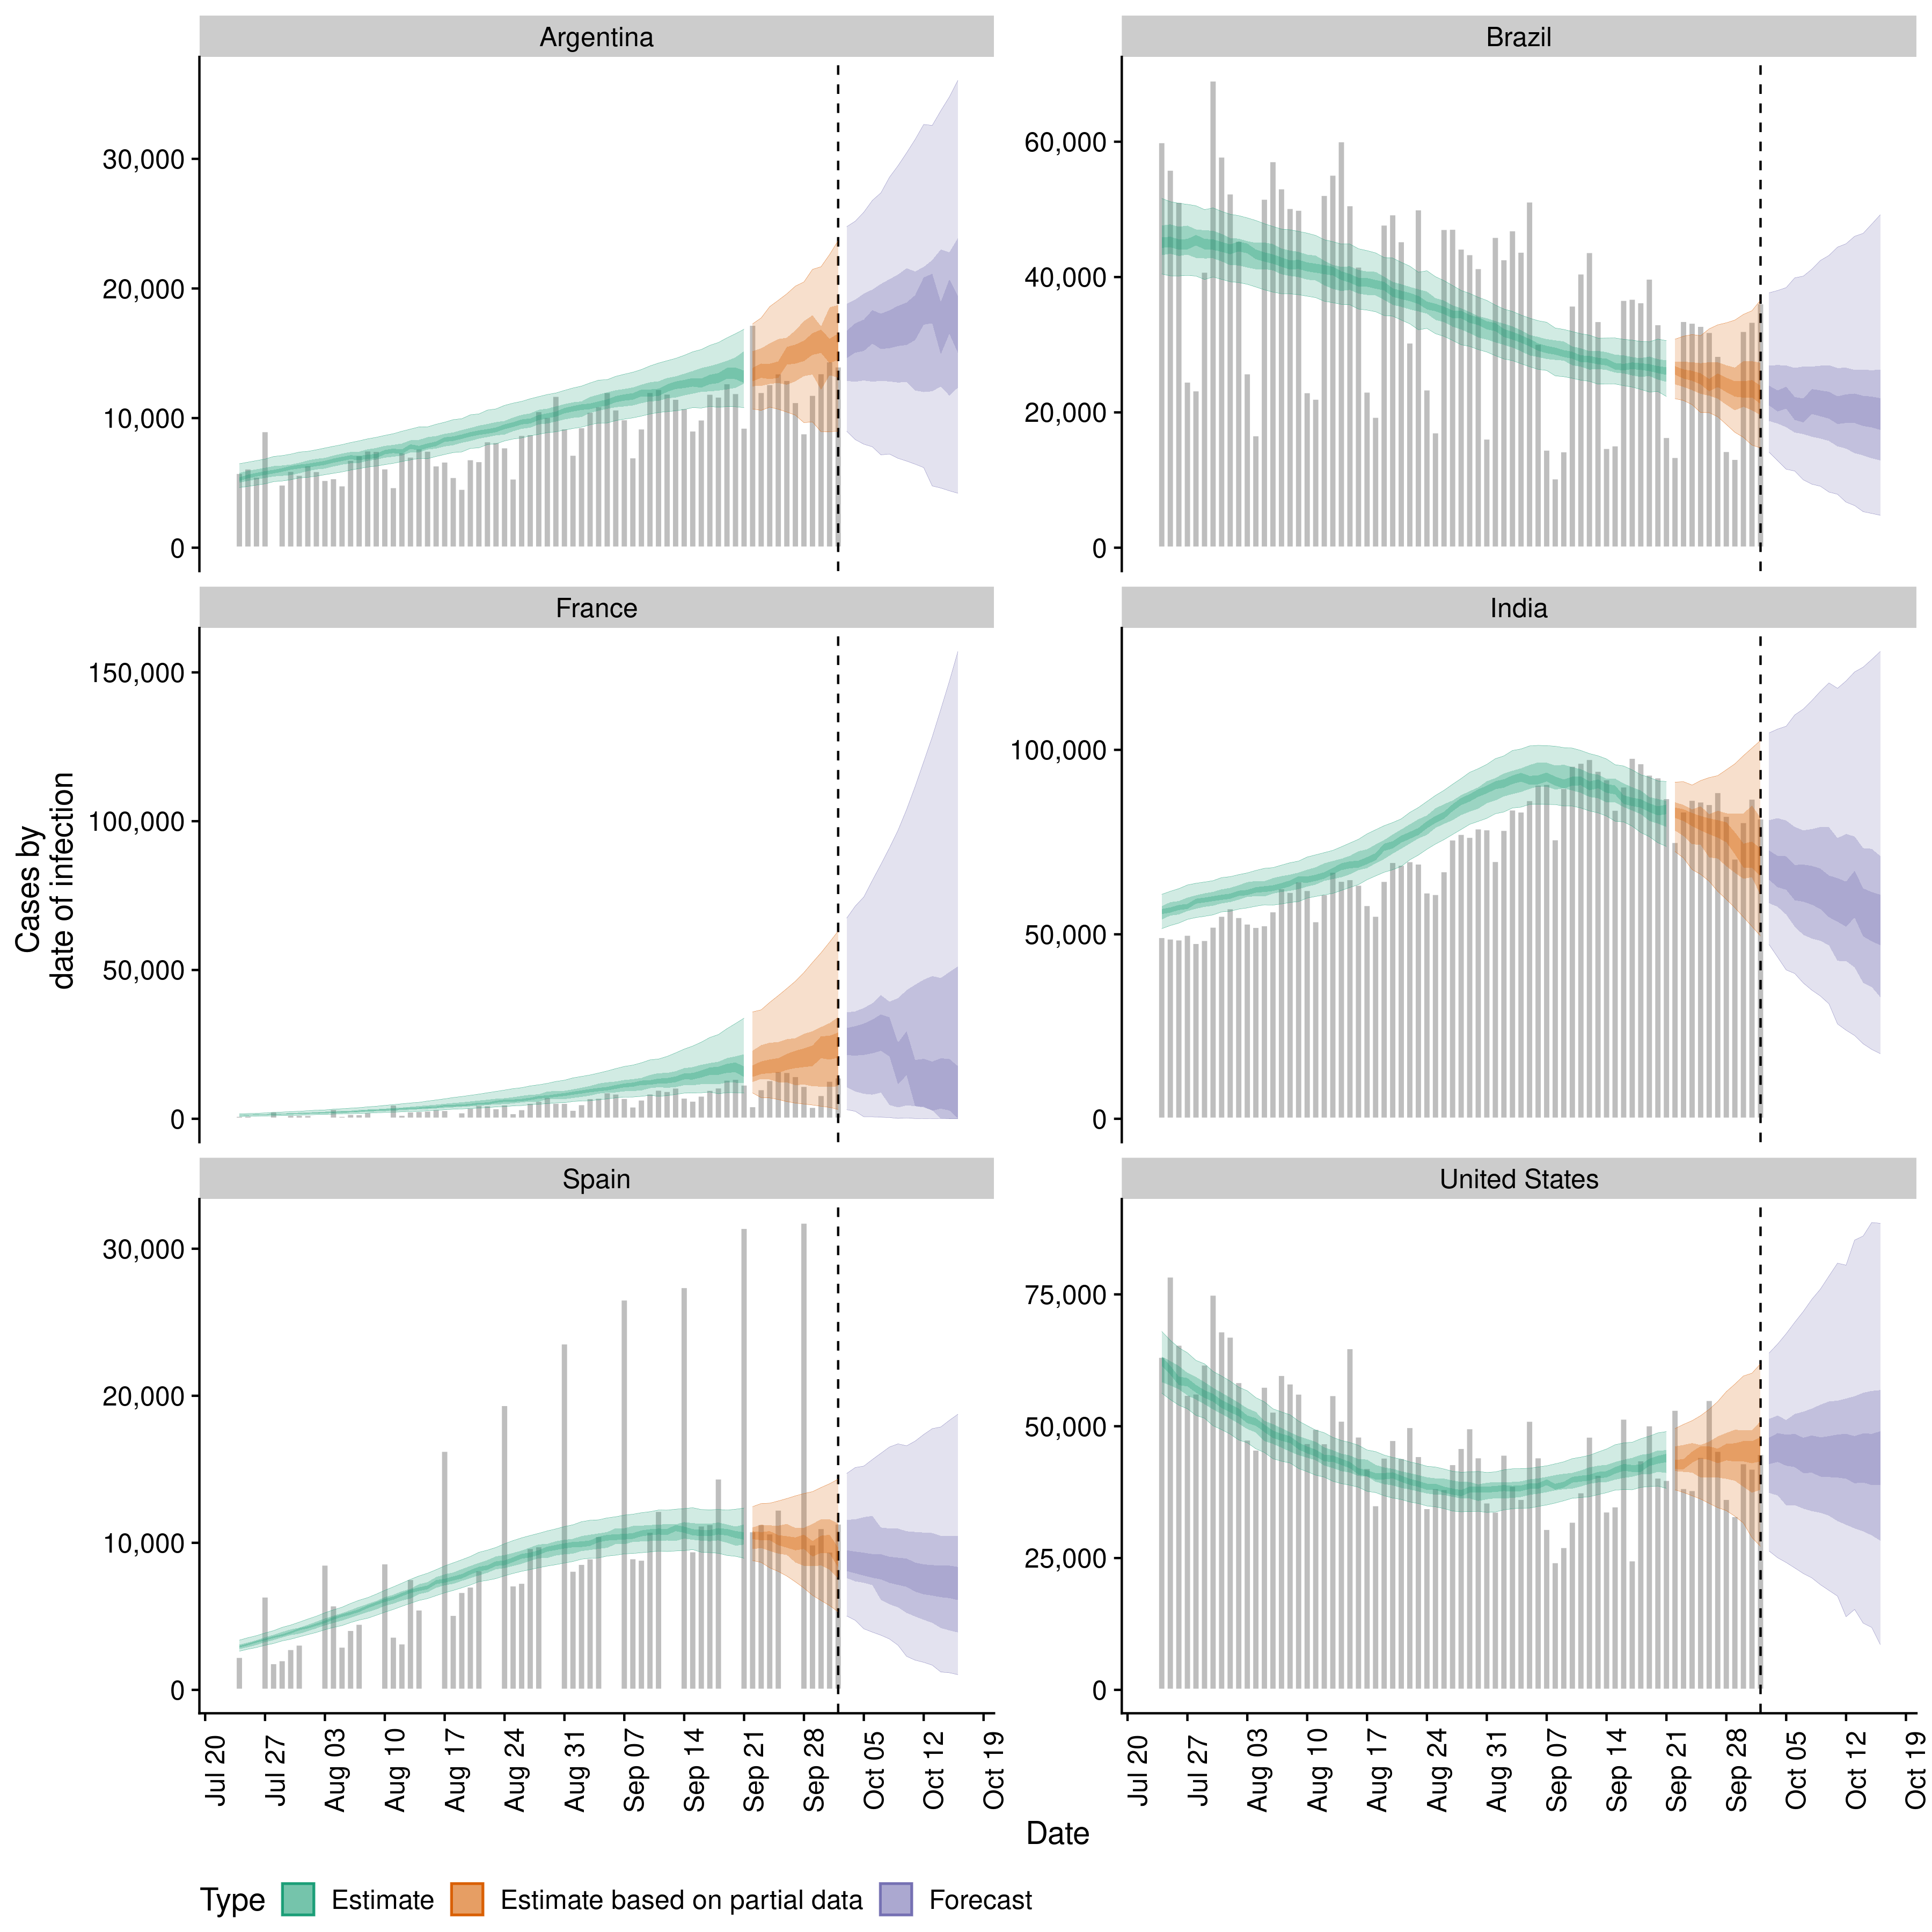 Argentina
Brazil
30,000
20,000
10,000
0
60,000
40,000
20,000
0
France
India
150,000
100,000
50,000
0
100,000
50,000
0
Cases by
date of infection
Spain
United States
30,000
20,000
10,000
0
75,000
50,000
25,000
0
Jul 20
Jul 27
Aug 03
Aug 10
Aug 17
Aug 24
Aug 31
Sep 07
Sep 14
Sep 21
Sep 28
Oct 05
Oct 12
Oct 19
Jul 20
Jul 27
Aug 03
Aug 10
Aug 17
Aug 24
Aug 31
Sep 07
Sep 14
Sep 21
Sep 28
Oct 05
Oct 12
Oct 19
Date
Type Estimate Estimate based on partial data Forecast